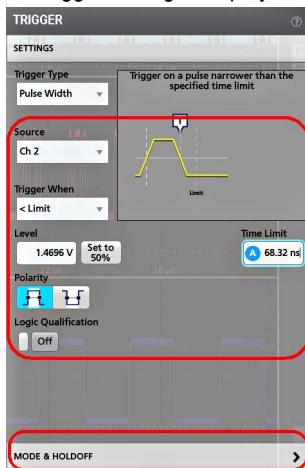 TRIGGER
SETTINGS
Trigger Type
Pulse Width
Trigger on a pulse narrower than the
specified time limit
T
Source
Ch 2
Limit
Trigger When
< Limit
Level
Time Limit
1.4696 V
Set to
50%
A 68.32 ns
Polarity
Logic Qualification
Off
MODE & HOLDOFF